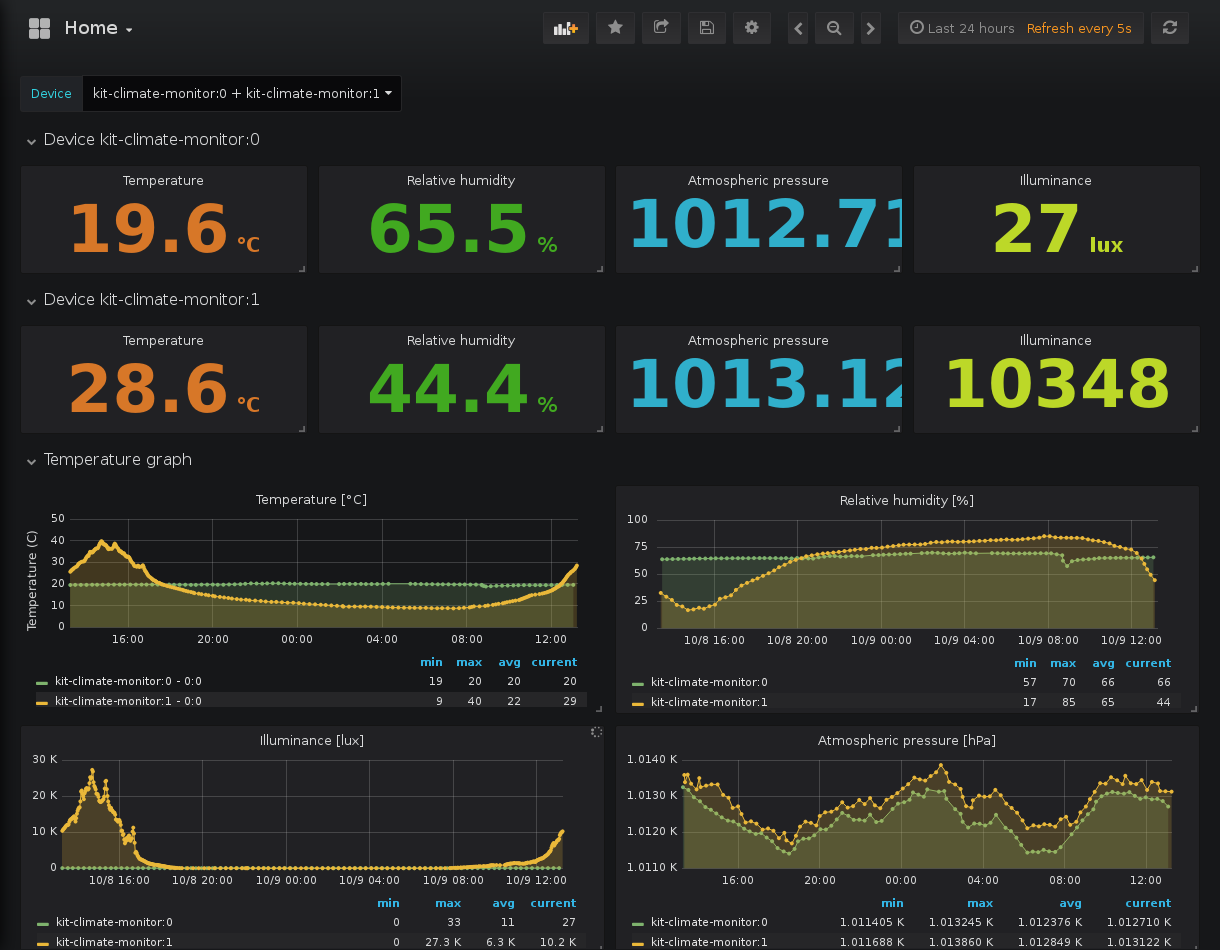 Home
Last 24 hours Refresh every 5s
Device kit-climate-monitor:0 + kit-climate-monitor:1
Device kit-climate-monitor:0
Temperature Relative humidity Atmospheric pressure Illuminance
19.6 °C 65.5 % 1012.71 27 lux
Device kit-climate-monitor:1
Temperature Relative humidity Atmospheric pressure Illuminance
28.6 °C 44.4 % 1013.12 10348
Temperature graph
Temperature [°C]
Temperature (C)
50
40
30
20
10
0
16:00 20:00 00:00 04:00 08:00 12:00
min max avg current
kit-climate-monitor:0 - 0:0 19 20 20 20
kit-climate-monitor:1 - 0:0 9 40 22 29
Relative humidity [%]
100
75
50
25
0
10/8 16:00 10/8 20:00 10/9 00:00 10/9 04:00 10/9 08:00 10/9 12:00
min max avg current
kit-climate-monitor:0 57 70 66 66
kit-climate-monitor:1 17 85 65 44
Illuminance [lux]
30 K
20 K
10 K
0
10/8 16:00 10/8 20:00 10/9 00:00 10/9 04:00 10/9 08:00 10/9 12:00
min max avg current
kit-climate-monitor:0 0 33 11 27
kit-climate-monitor:1 0 27.3 K 6.3 K 10.2 K
Atmospheric pressure [hPa]
1.0140 K
1.0130 K
1.0120 K
1.0110 K
16:00 20:00 00:00 04:00 08:00 12:00
min max avg current
kit-climate-monitor:0 1.011405 K 1.013245 K 1.012376 K 1.012710 K
kit-climate-monitor:1 1.011688 K 1.013860 K 1.012849 K 1.013122 K